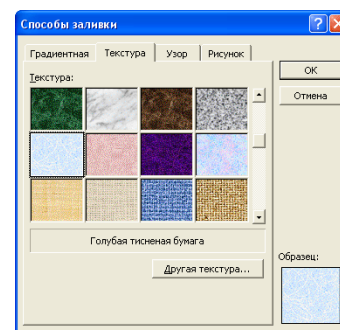 Способы заливки
Градиентная Текстура Узор Рисунок
Текстура:
ОК
Отмена
Голубая тисненая бумага
Другая текстура...
Образец: